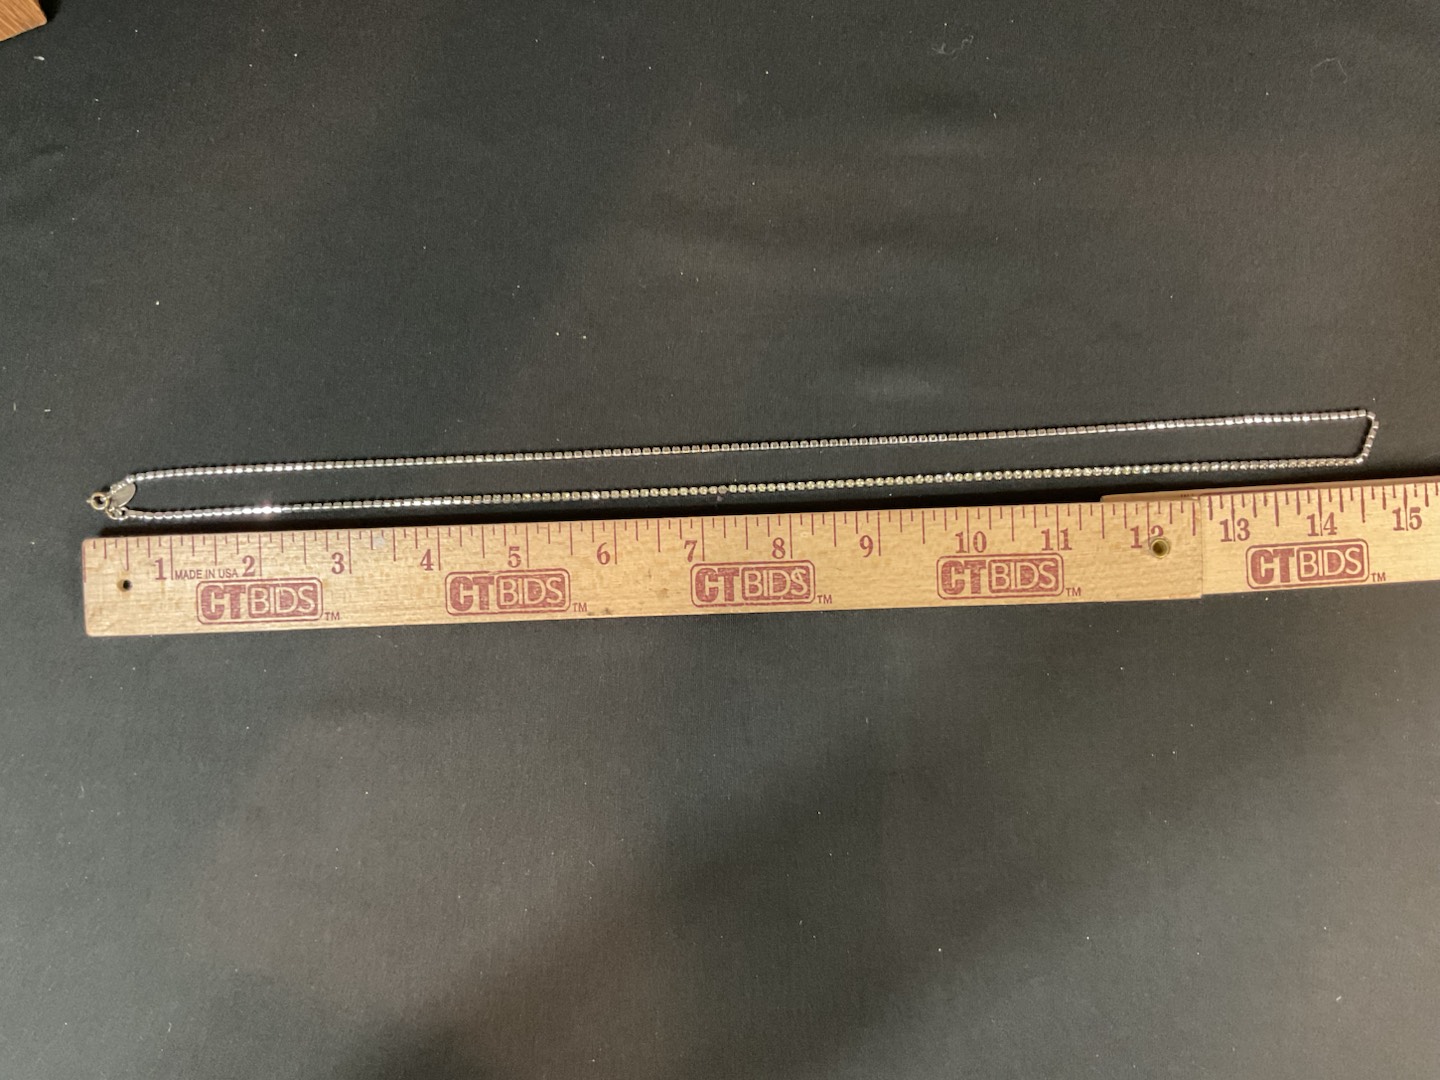 1 2 3 4 5 6 7 8 9 10 11 12 13 14 15
MADE IN USA
CTBIDS TM CTBIDS TM CTBIDS TM CTBIDS TM CTBIDS TM